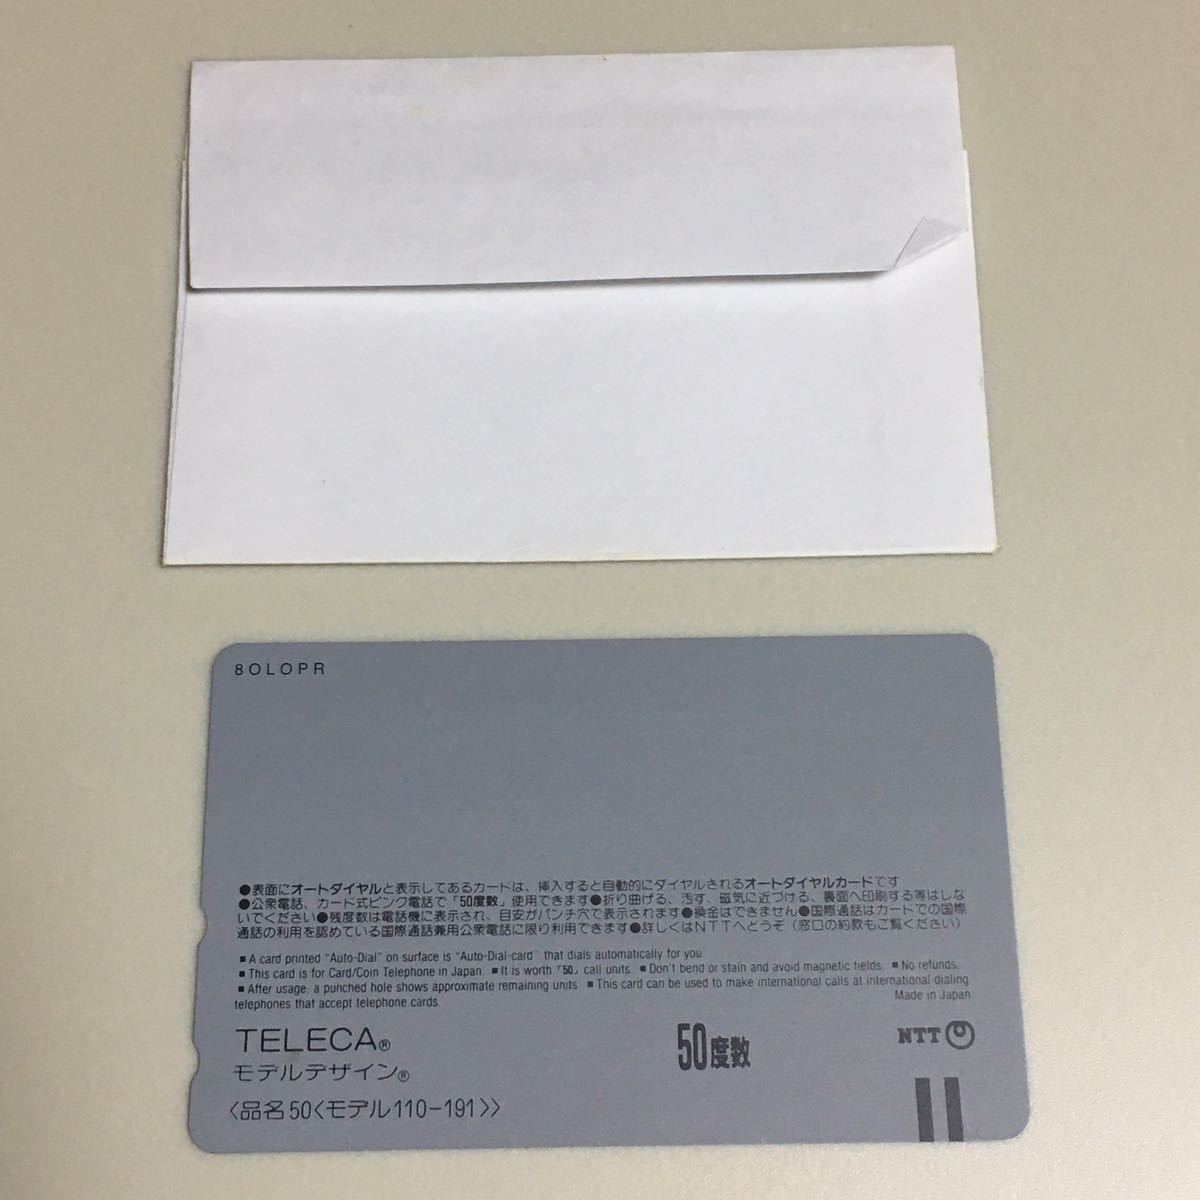 80LOPR
●表面にオートダイヤルと表示してあるカードは、挿入すると自動的にダイヤルされるオートダイヤルカードです
●公衆電話、カード式ピンク電話で「50度数」使用できます●折り曲げる、汚す、磁気に近づける、裏面へ印刷する等はしな
いでください●残度数は電話機に表示され、目安がパンチ穴で表示されます●換金はできません●国際通話はカードでの国際
通話の利用を認めている国際通話兼用公衆電話に限り利用できます●詳しくはNTTへどうぞ（窓口の約款もご覧ください）
■ A card printed "Auto-Dial" on surface is "Auto-Dial-card" that dials automatically for you.
■ This card is for Card/Coin Telephone in Japan. ■ It is worth「50」call units. ■ Don't bend or stain and avoid magnetic fields. ■ No refunds.
■ After usage, a punched hole shows approximate remaining units. ■ This card can be used to make international calls at international dialing
telephones that accept telephone cards.
Made in Japan
TELECA®
モデルデザイン®
50度数
NTT
〈品名50〈モデル110-191〉〉